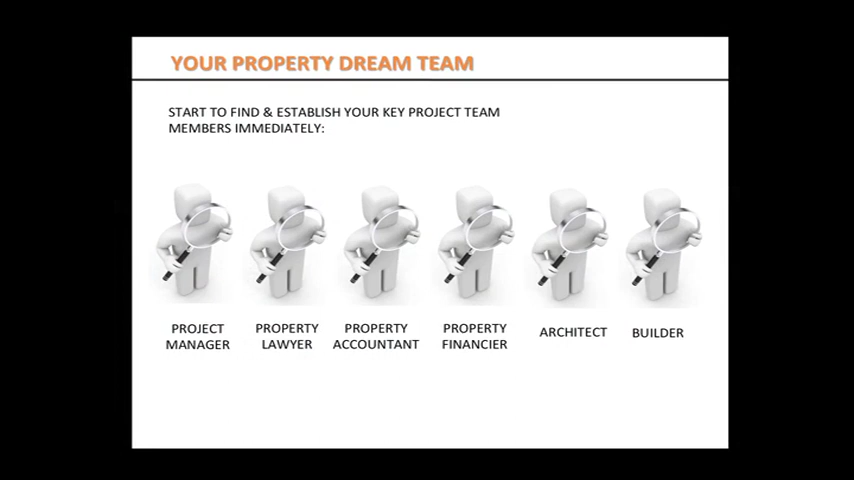 YOUR PROPERTY DREAM TEAM
START TO FIND & ESTABLISH YOUR KEY PROJECT TEAM
MEMBERS IMMEDIATELY:
PROJECT
MANAGER
PROPERTY
LAWYER
PROPERTY
ACCOUNTANT
PROPERTY
FINANCIER
ARCHITECT
BUILDER